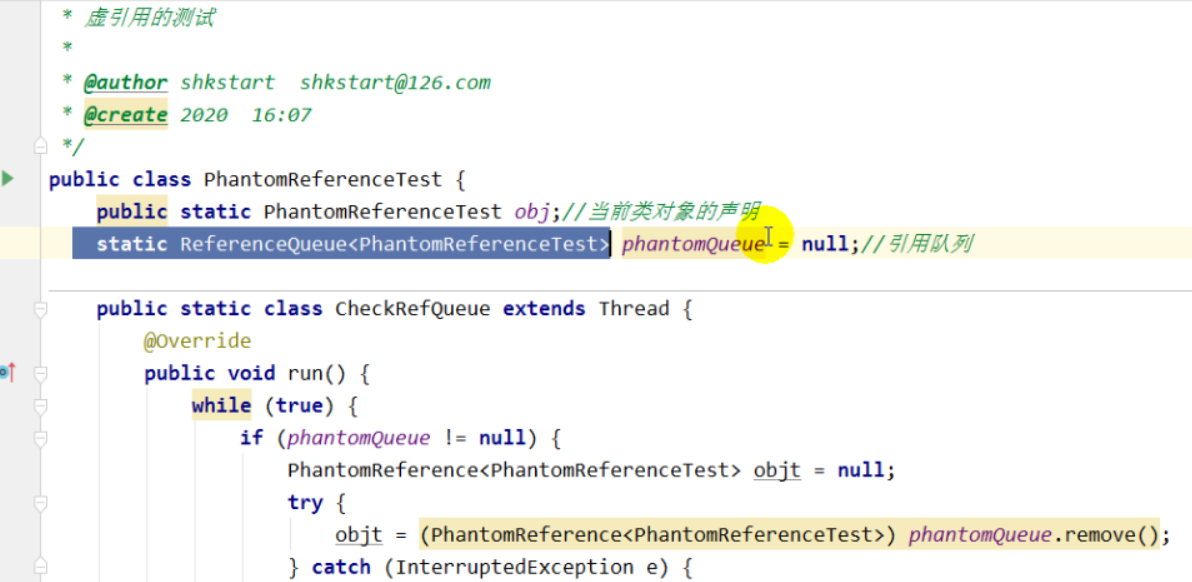 * 虚引用的测试
*
* @author shkstart shkstart@126.com
* @create 2020 16:07
*/
public class PhantomReferenceTest {
public static PhantomReferenceTest obj;//当前类对象的声明
static ReferenceQueue<PhantomReferenceTest> phantomQueue = null;//引用队列
public static class CheckRefQueue extends Thread {
@Override
public void run() {
while (true) {
if (phantomQueue != null) {
PhantomReference<PhantomReferenceTest> objt = null;
try {
objt = (PhantomReference<PhantomReferenceTest>) phantomQueue.remove();
} catch (InterruptedException e) {